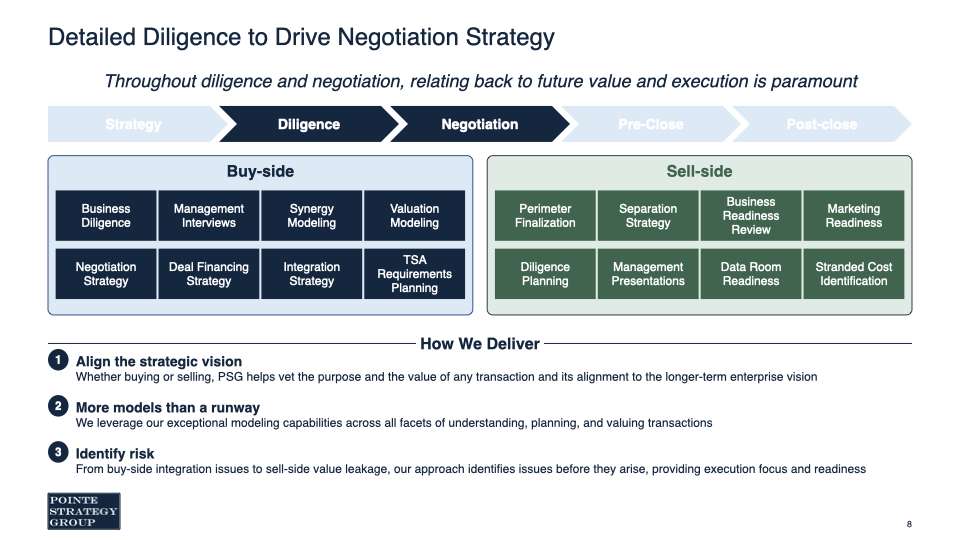 Detailed Diligence to Drive Negotiation Strategy
Throughout diligence and negotiation, relating back to future value and execution is paramount
Strategy
Diligence
Negotiation
Pre-Close
Post-close
Buy-side
Business
Diligence
Management
Interviews
Synergy
Modeling
Valuation
Modeling
Negotiation
Strategy
Deal Financing
Strategy
Integration
Strategy
TSA
Requirements
Planning
Sell-side
Perimeter
Finalization
Separation
Strategy
Business
Readiness
Review
Marketing
Readiness
Diligence
Planning
Management
Presentations
Data Room
Readiness
Stranded Cost
Identification
How We Deliver
1 Align the strategic vision
Whether buying or selling, PSG helps vet the purpose and the value of any transaction and its alignment to the longer-term enterprise vision
2 More models than a runway
We leverage our exceptional modeling capabilities across all facets of understanding, planning, and valuing transactions
3 Identify risk
From buy-side integration issues to sell-side value leakage, our approach identifies issues before they arise, providing execution focus and readiness
POINTE
STRATEGY
GROUP
8